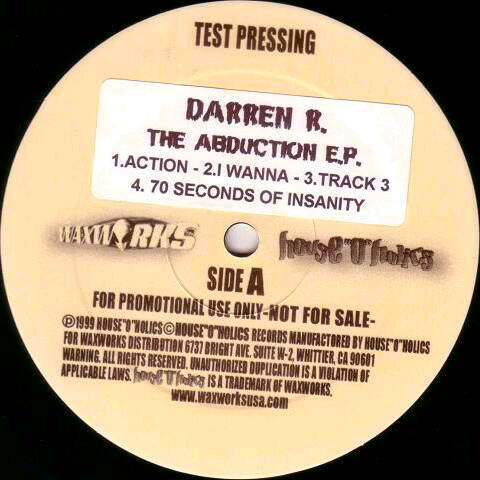 TEST PRESSING
DARREN R.
THE ABDUCTION E.P.
1.ACTION - 2.I WANNA - 3.TRACK 3
4. 70 SECONDS OF INSANITY
WAXWORKS
house "O" holics
SIDE A
FOR PROMOTIONAL USE ONLY-NOT FOR SALE-
℗1999 HOUSE"O"HOLICS©HOUSE"O"HOLICS RECORDS MANUFACTURED BY HOUSE"O"HOLICS
FOR WAXWORKS DISTRIBUTION 6737 BRIGHT AVE. SUITE W-2, WHITTIER, CA 90601
WARNING. ALL RIGHTS RESERVED. UNAUTHORIZED DUPLICATION IS A VIOLATION OF
APPLICABLE LAWS. house "O" holics IS A TRADEMARK OF WAXWORKS.
www.waxworksusa.com